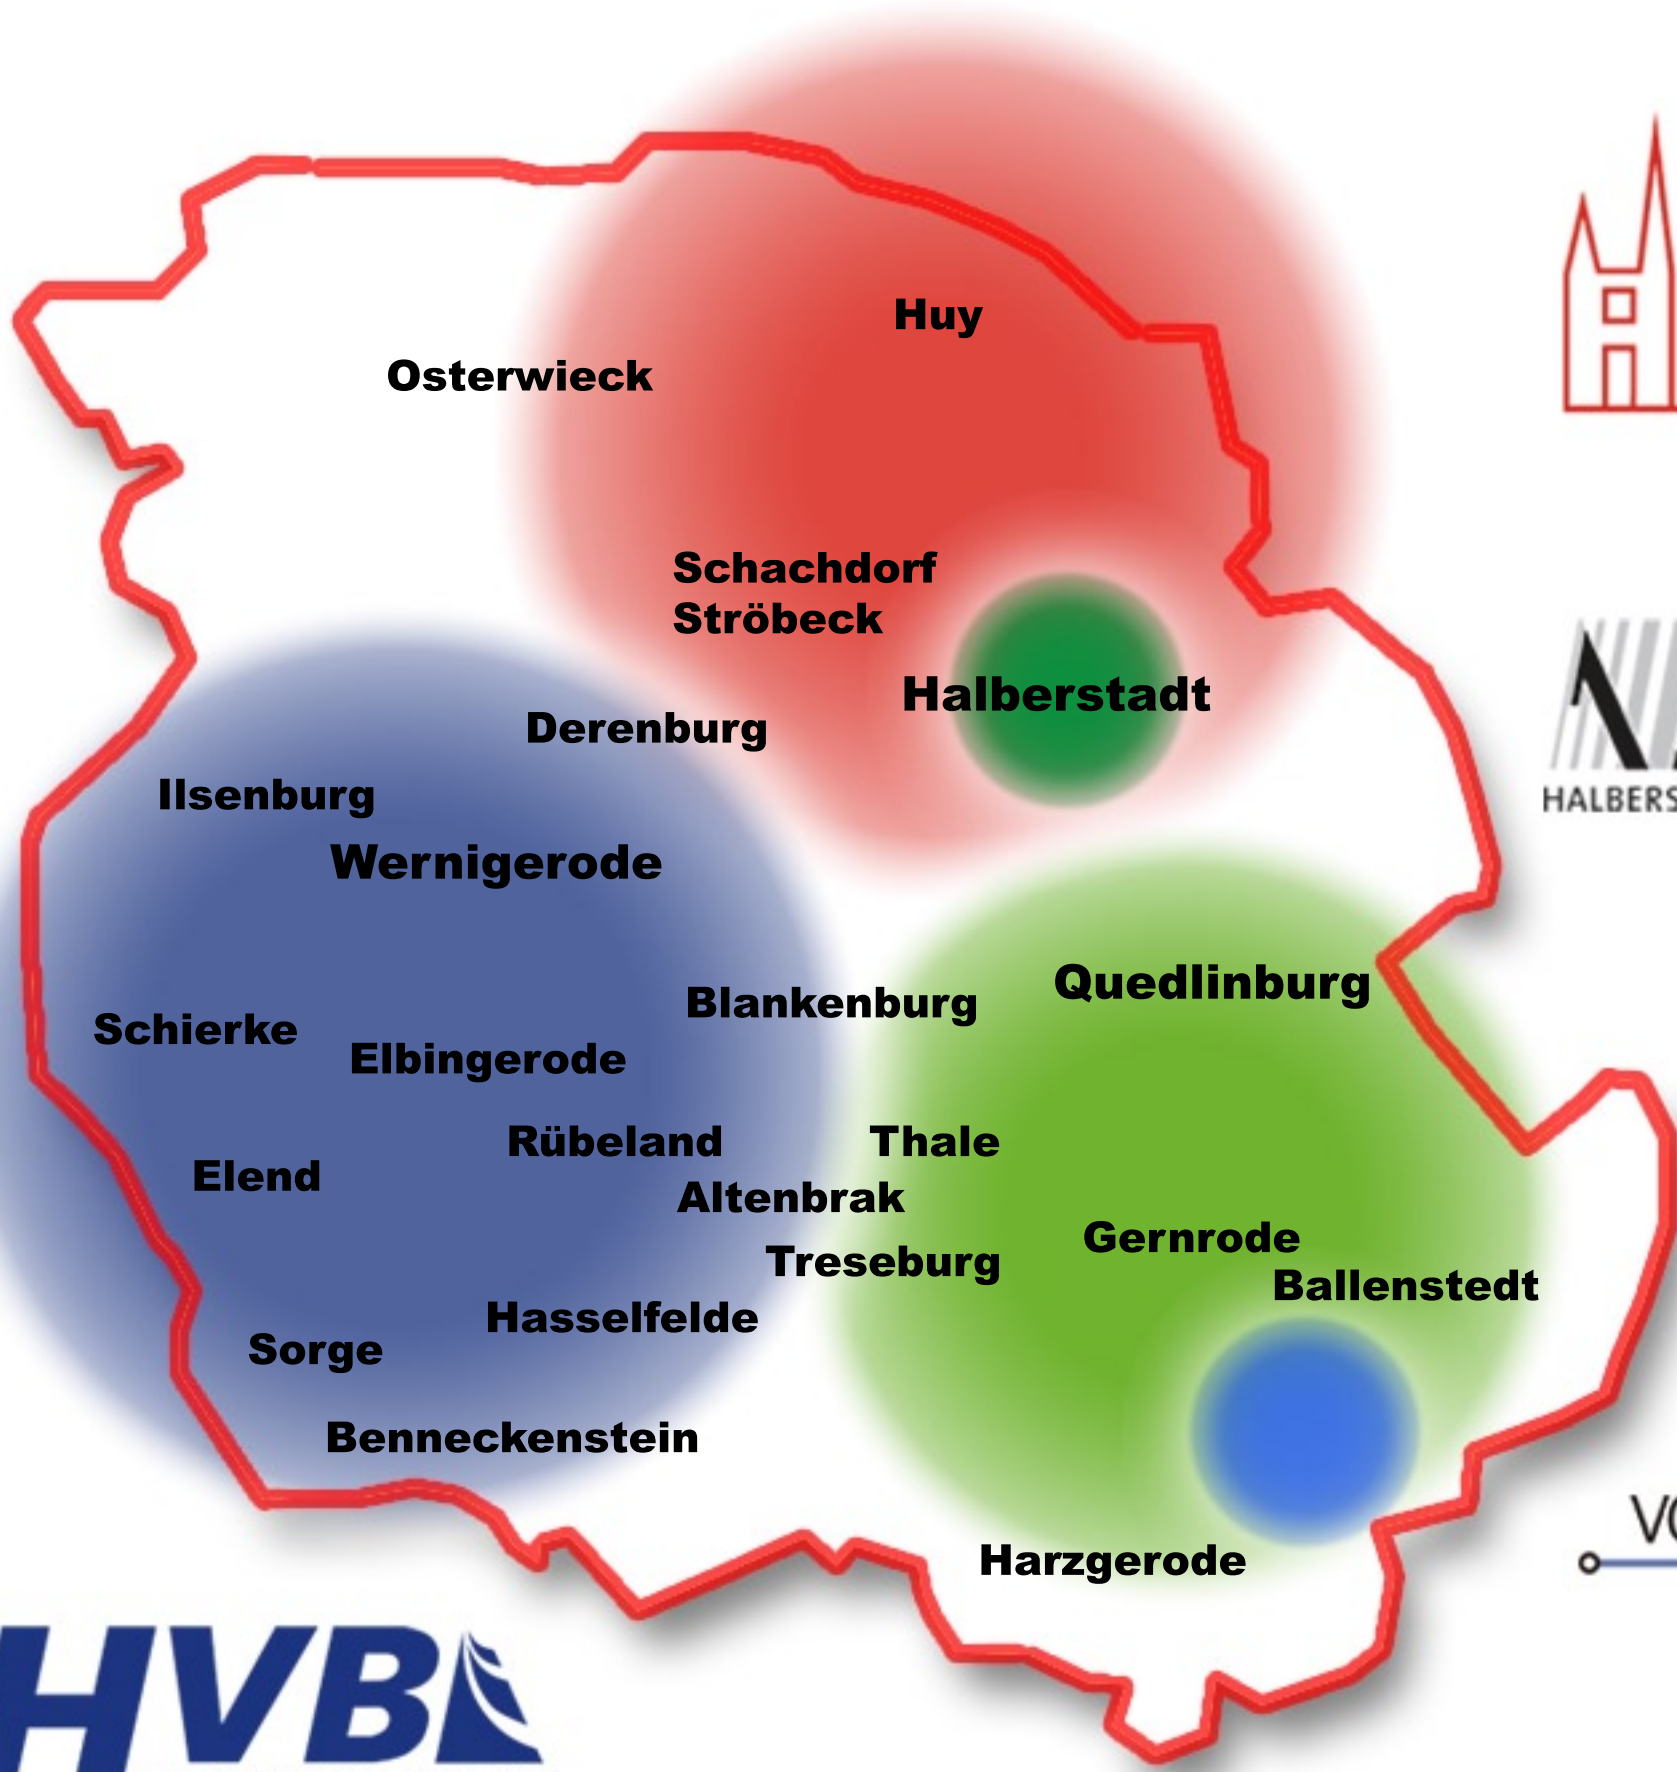 Huy
Osterwieck
Schachdorf
Ströbeck
Halberstadt
Derenburg
Ilsenburg
HALBERS
Wernigerode
Quedlinburg
Blankenburg
Schierke
Elbingerode
Rübeland
Thale
Elend
Altenbrak
Gernrode
Treseburg
Ballenstedt
Hasselfelde
Sorge
Benneckenstein
Harzgerode
HVB